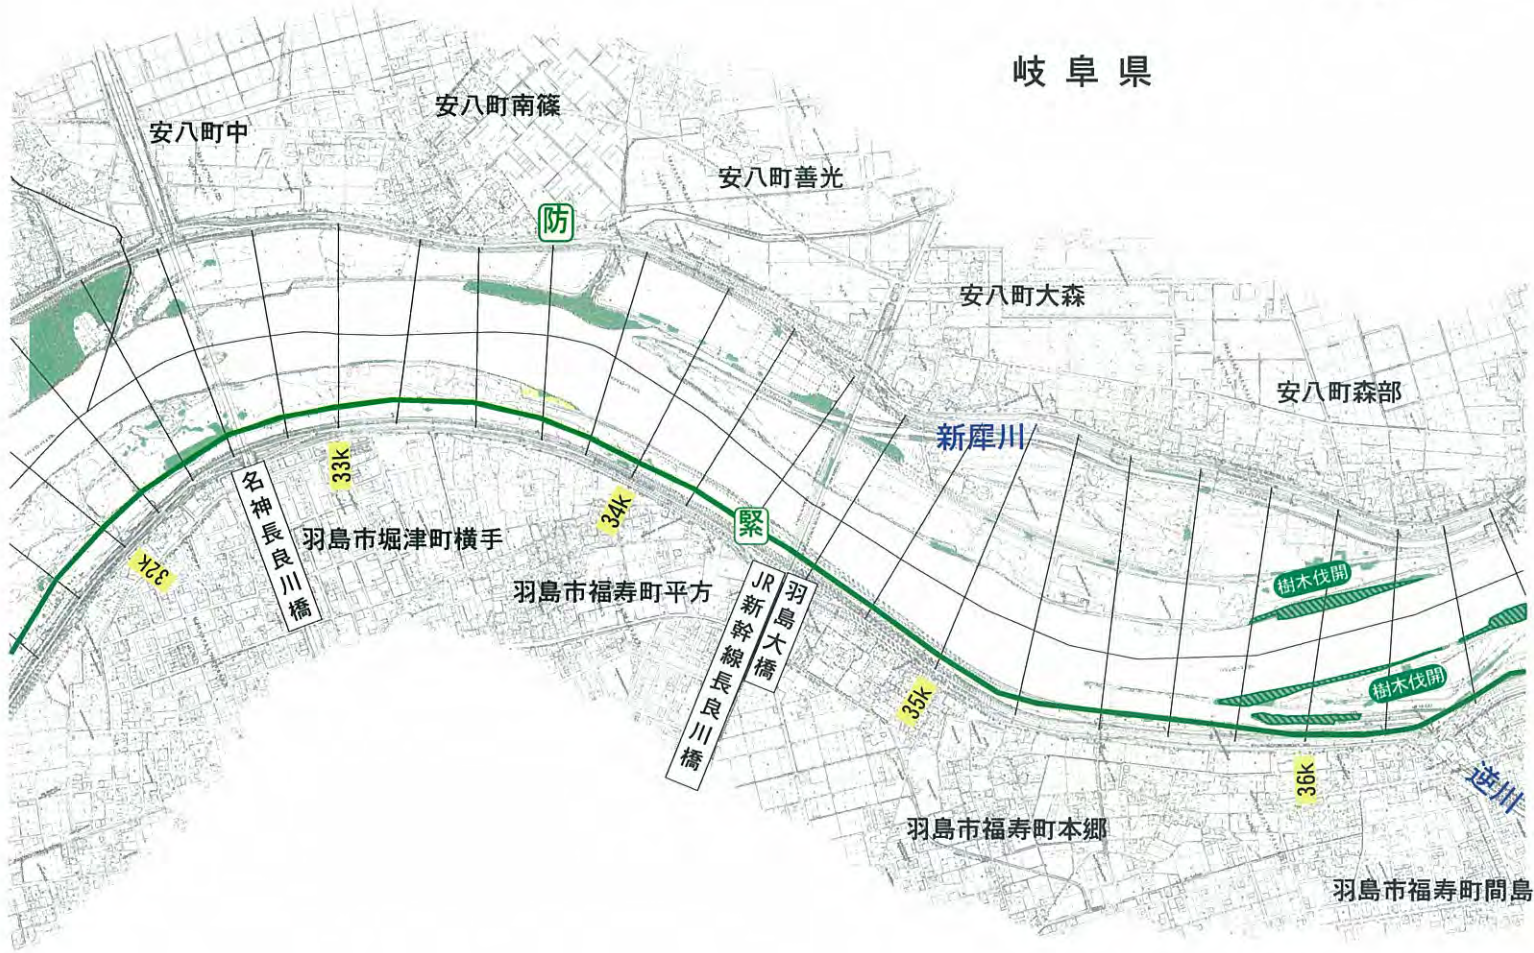 岐阜県
安八町南篠
安八町中
安八町善光
防
安八町大森
安八町森部
新犀川
33k
名神長良川橋
34k
緊
羽島市堀津町横手
32k
樹木伐開
羽島市福寿町平方
羽島大橋
JR新幹線長良川橋
樹木伐開
35k
36k
逆川
羽島市福寿町本郷
羽島市福寿町間島